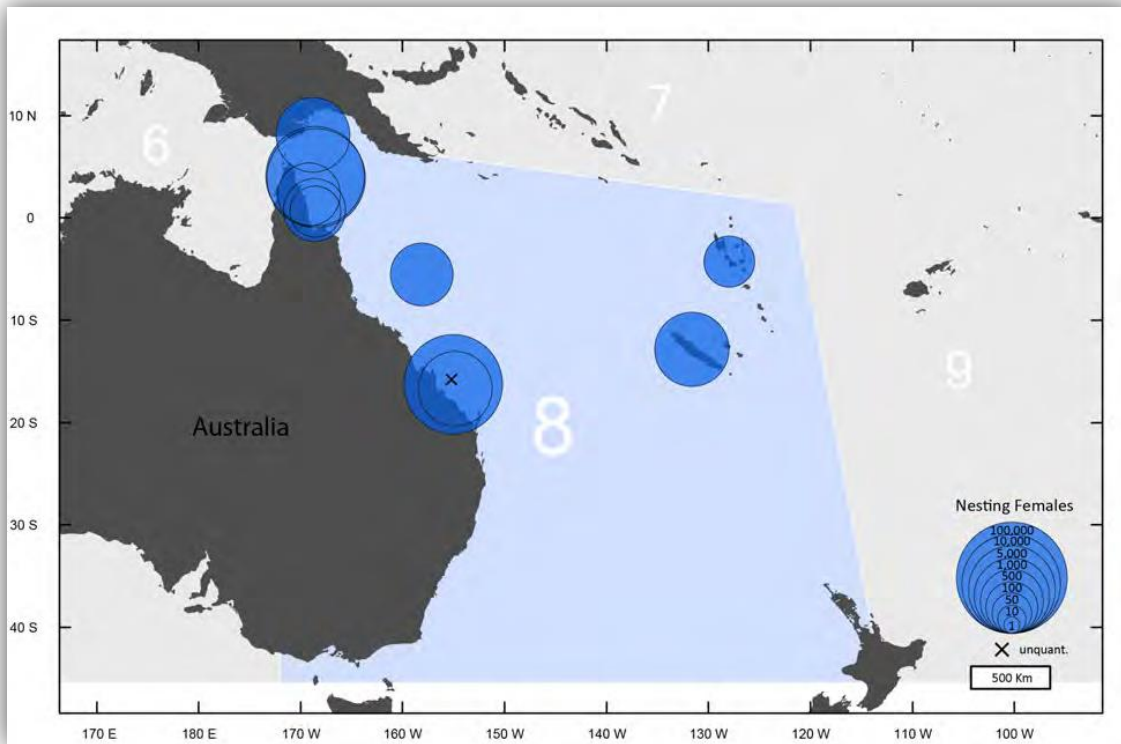 7
10 N
6
0
10 S
9
Australia
20 S
8
30 S
Nesting Females
100,000
10,000
5,000
1,000
500
100
50
10
1
40 S
unquant.
500 Km
170 E
180 W
170 W
160 W
150 W
140 W
130 W
120 W
110 W
100 W